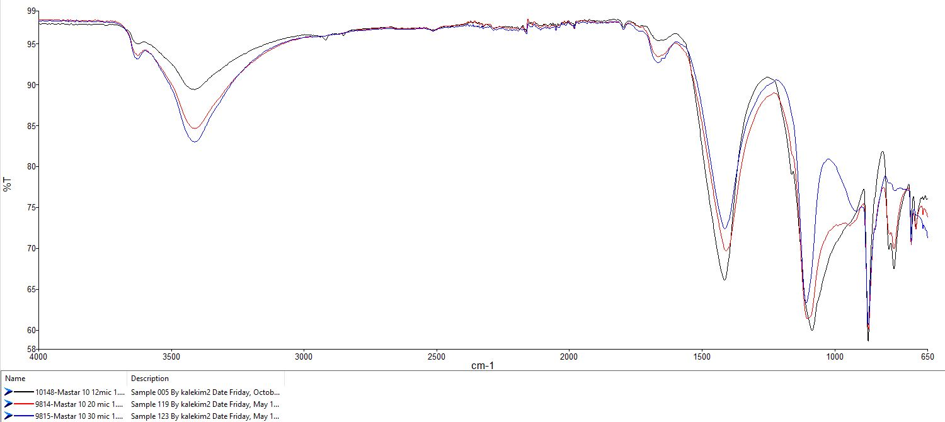 99
95
90
85
80
%T
75
70
65
60
58
4000 3500 3000 2500 2000 1500 1000 650
cm-1
Name Description
10148-Mastar 10 12mic 1.... Sample 005 By kalekim2 Date Friday, Octob...
9814-Mastar 10 20 mic 1.... Sample 119 By kalekim2 Date Friday, May 1...
9815-Mastar 10 30 mic 1.... Sample 123 By kalekim2 Date Friday, May 1...